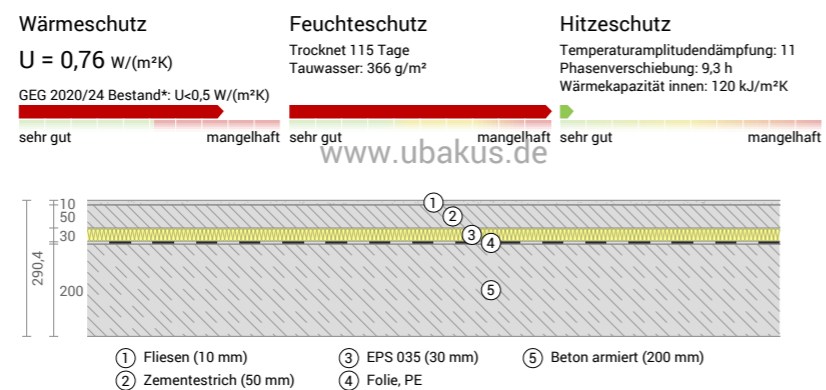 Wärmeschutz
U = 0,76 W/(m²K)
GEG 2020/24 Bestand*: U<0,5 W/(m²K)
sehr gut mangelhaft
Feuchteschutz
Trocknet 115 Tage
Tauwasser: 366 g/m²
sehr gut mangelhaft
Hitzeschutz
Temperaturamplitudendämpfung: 11
Phasenverschiebung: 9,3 h
Wärmekapazität innen: 120 kJ/m²K
sehr gut mangelhaft
www.ubakus.de
10
50
30
200
290,4
1
2
3
4
5
1 Fliesen (10 mm)
2 Zementestrich (50 mm)
3 EPS 035 (30 mm)
4 Folie, PE
5 Beton armiert (200 mm)